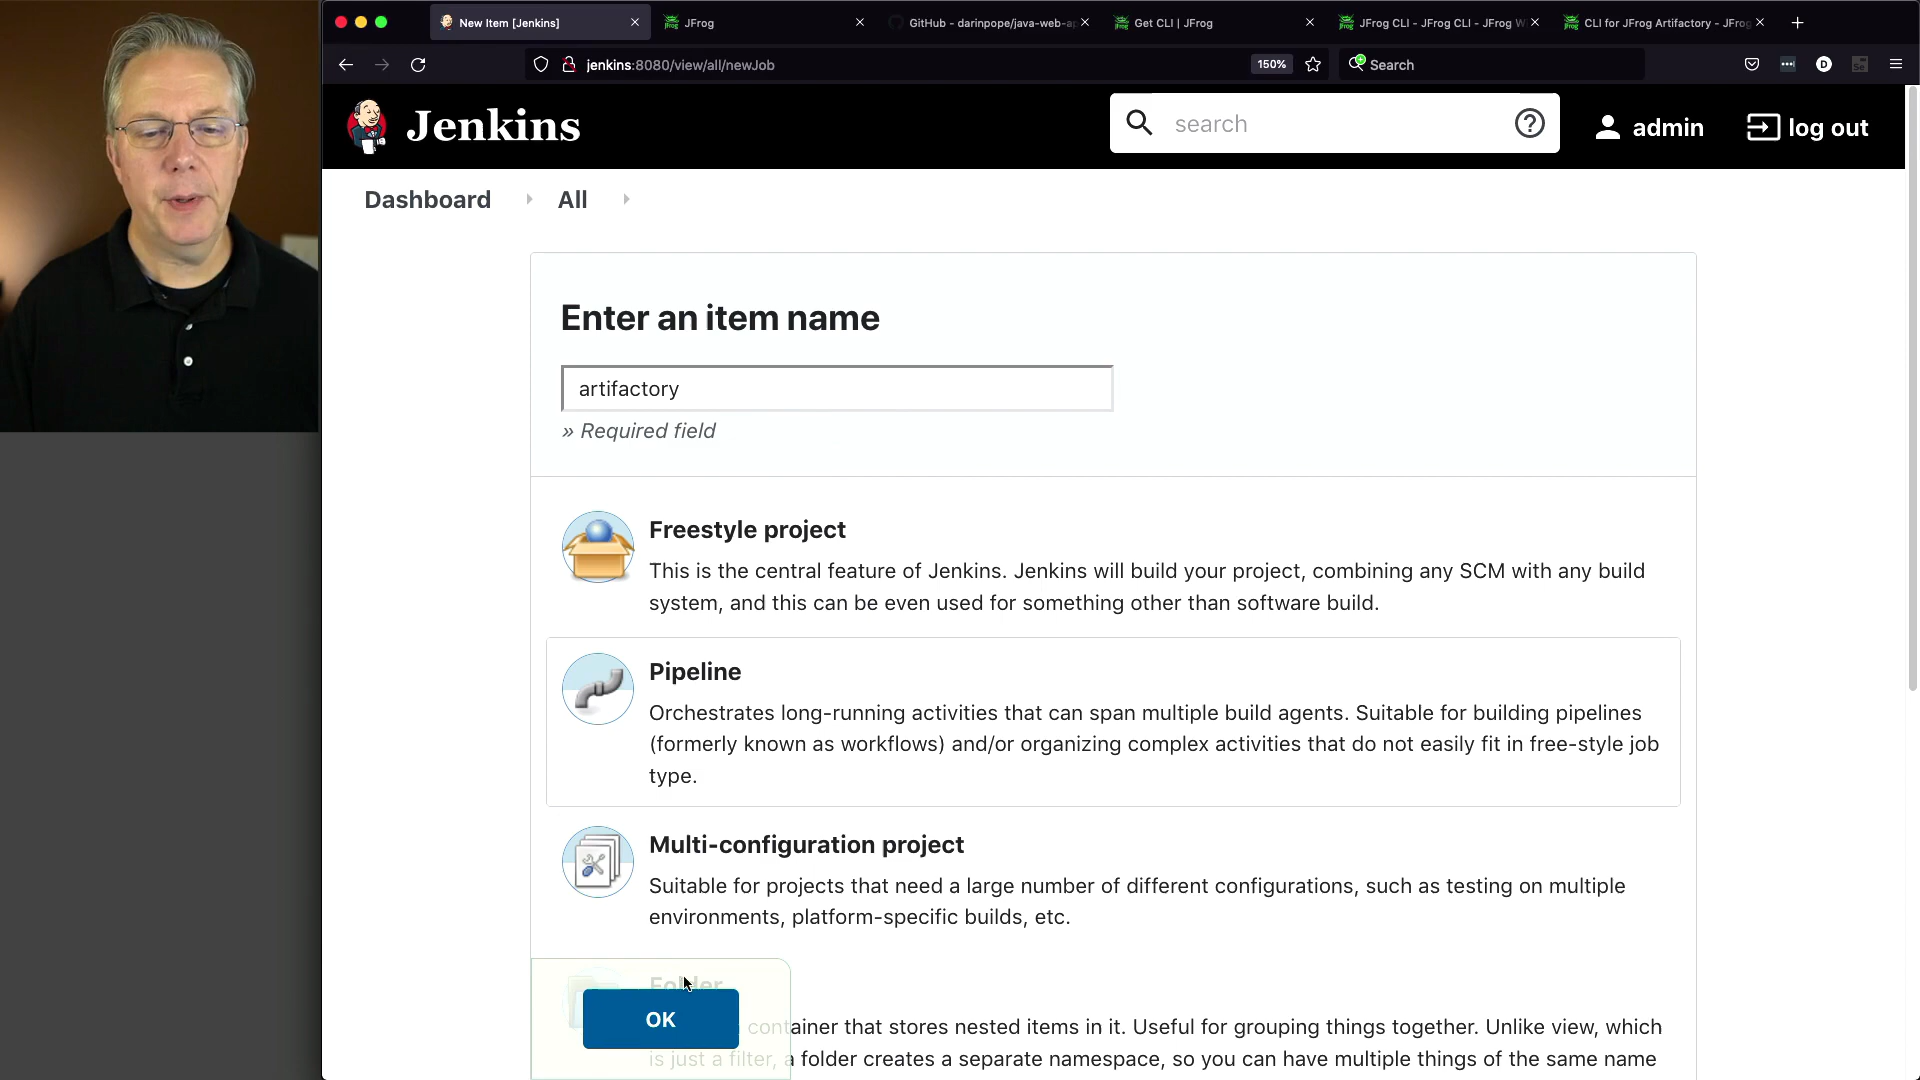 New Item [Jenkins]
JFrog
GitHub - darinpope/java-web-ap
Get CLI | JFrog
JFrog CLI - JFrog CLI - JFrog W
CLI for JFrog Artifactory - JFrog
jenkins:8080/view/all/newJob
150%
Search
Jenkins
search
admin
log out
Dashboard
All
Enter an item name
artifactory
» Required field
Freestyle project
This is the central feature of Jenkins. Jenkins will build your project, combining any SCM with any build
system, and this can be even used for something other than software build.
Pipeline
Orchestrates long-running activities that can span multiple build agents. Suitable for building pipelines
(formerly known as workflows) and/or organizing complex activities that do not easily fit in free-style job
type.
Multi-configuration project
Suitable for projects that need a large number of different configurations, such as testing on multiple
environments, platform-specific builds, etc.
Folder
OK
container that stores nested items in it. Useful for grouping things together. Unlike view, which
is just a filter, a folder creates a separate namespace, so you can have multiple things of the same name